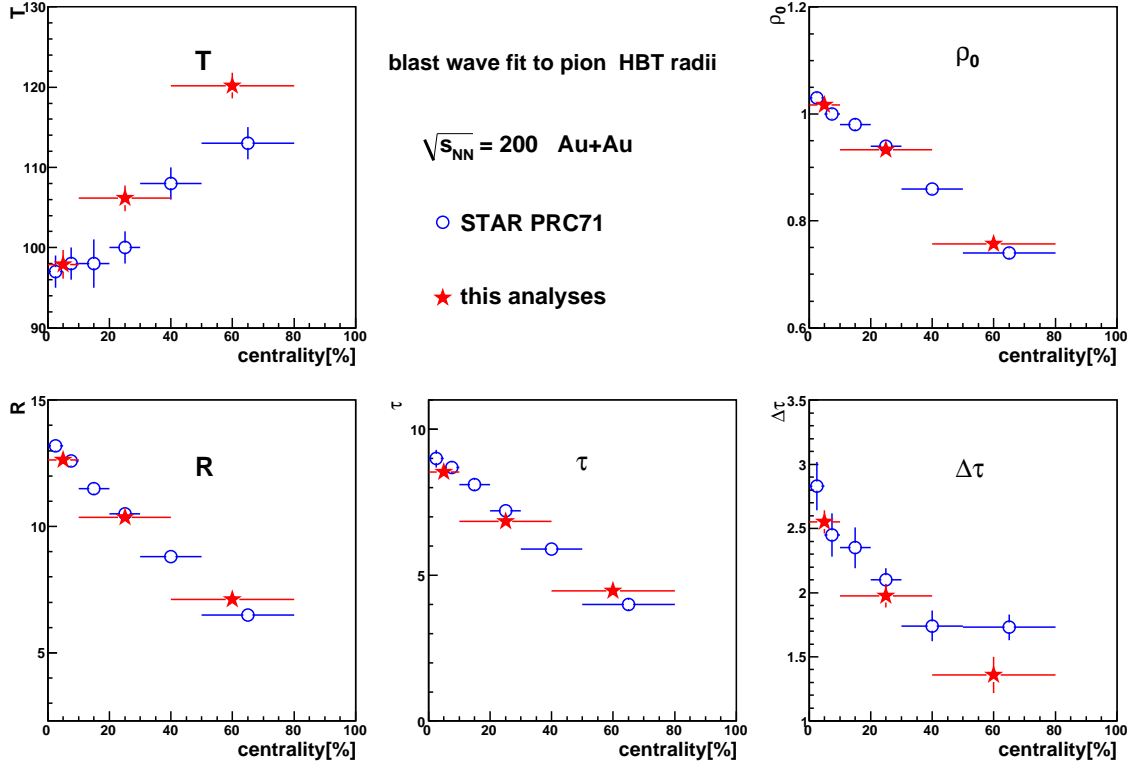 T
130
120
110
100
90
T
0
20
40
60
80
100
centrality[%]
blast wave fit to pion HBT radii
√s_NN = 200 Au+Au
STAR PRC71
this analyses
ρ0
1.2
1
0.8
0.6
ρ0
0
20
40
60
80
100
centrality[%]
R
15
10
5
R
0
20
40
60
80
100
centrality[%]
τ
10
5
0
τ
0
20
40
60
80
100
centrality[%]
Δτ
3.5
3
2.5
2
1.5
1
Δτ
0
20
40
60
80
100
centrality[%]